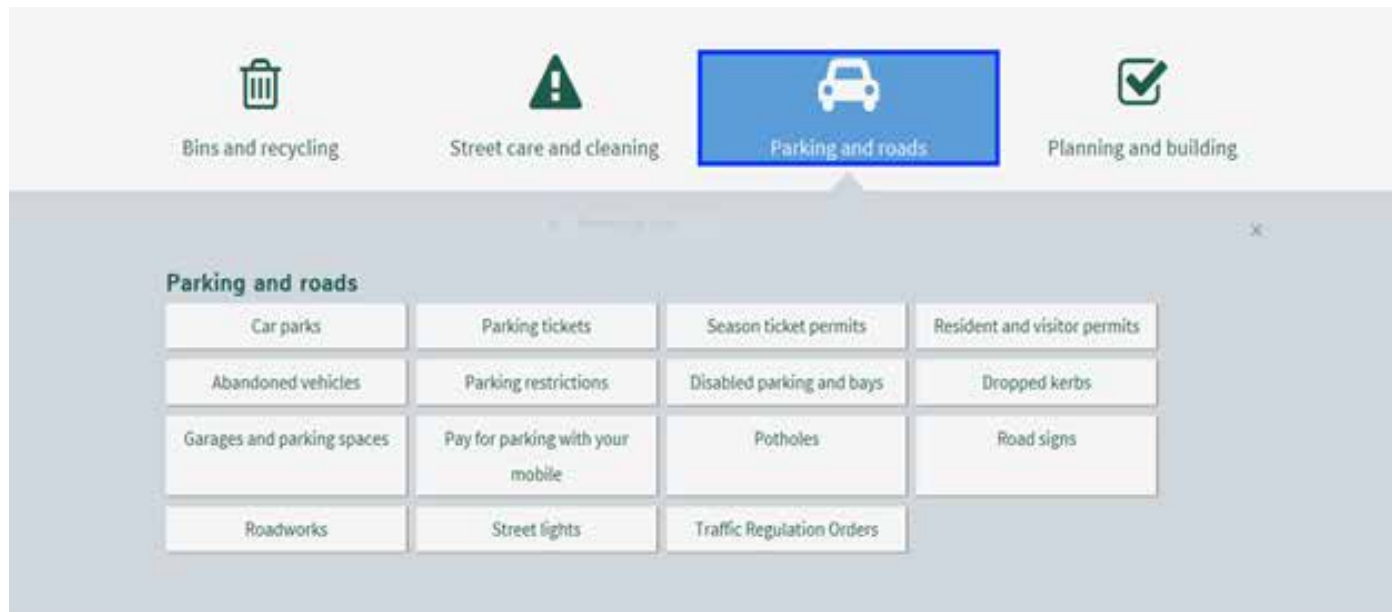 Bins and recycling
Street care and cleaning
Parking and roads
Planning and building
×
Parking and roads
Car parks
Parking tickets
Season ticket permits
Resident and visitor permits
Abandoned vehicles
Parking restrictions
Disabled parking and bays
Dropped kerbs
Garages and parking spaces
Pay for parking with your
mobile
Potholes
Road signs
Roadworks
Street lights
Traffic Regulation Orders